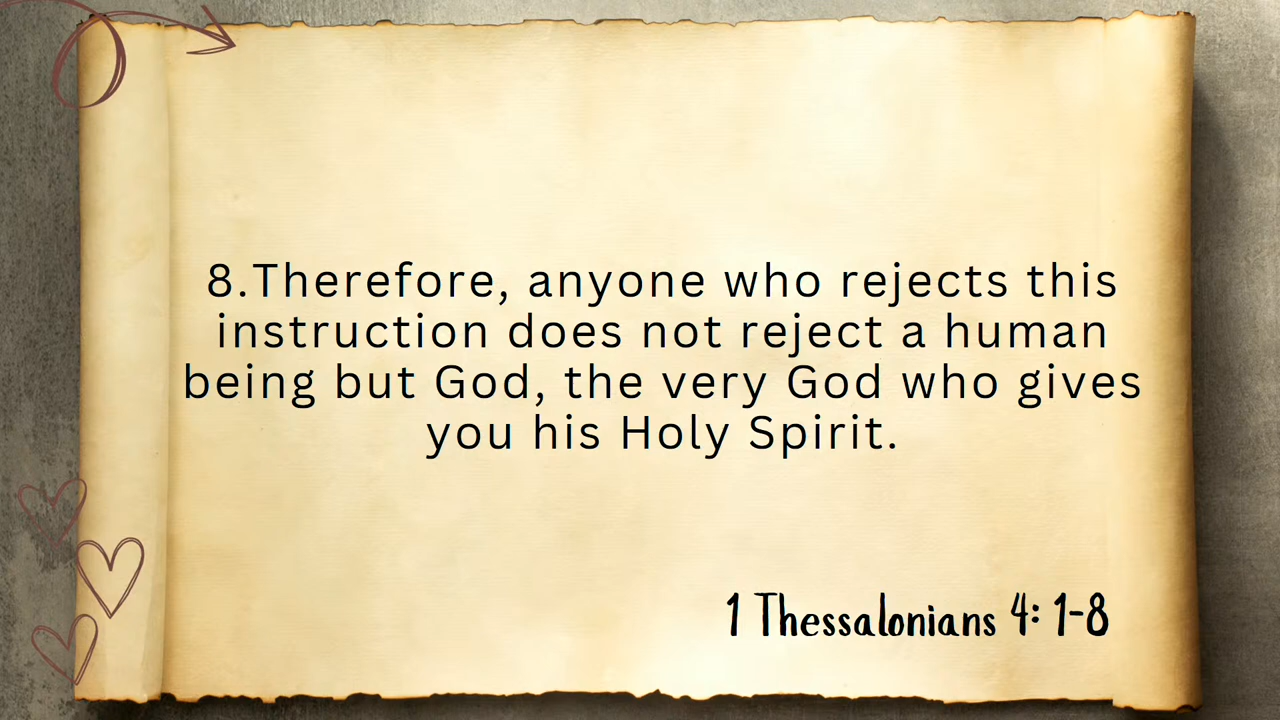 8.Therefore, anyone who rejects this
instruction does not reject a human
being but God, the very God who gives
you his Holy Spirit.
1 Thessalonians 4: 1-8